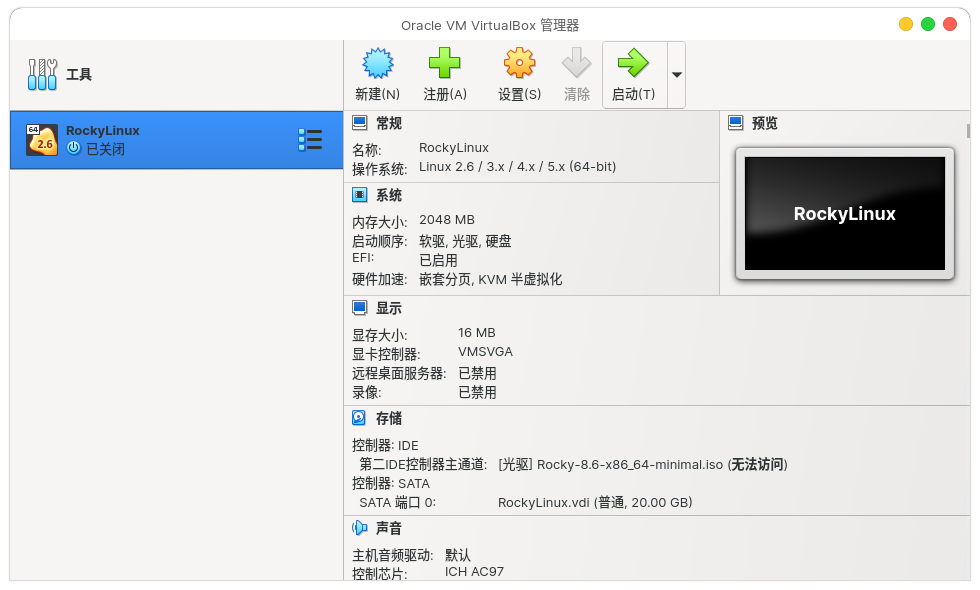 Oracle VM VirtualBox 管理器
工具
新建(N)
注册(A)
设置(S)
清除
启动(T)
64
2.6
RockyLinux
已关闭
常规
名称: RockyLinux
操作系统: Linux 2.6 / 3.x / 4.x / 5.x (64-bit)
预览
RockyLinux
系统
内存大小: 2048 MB
启动顺序: 软驱, 光驱, 硬盘
EFI: 已启用
硬件加速: 嵌套分页, KVM 半虚拟化
显示
显存大小: 16 MB
显卡控制器: VMSVGA
远程桌面服务器: 已禁用
录像: 已禁用
存储
控制器: IDE
第二IDE控制器主通道: [光驱] Rocky-8.6-x86_64-minimal.iso (无法访问)
控制器: SATA
SATA 端口 0: RockyLinux.vdi (普通, 20.00 GB)
声音
主机音频驱动: 默认
控制芯片: ICH AC97